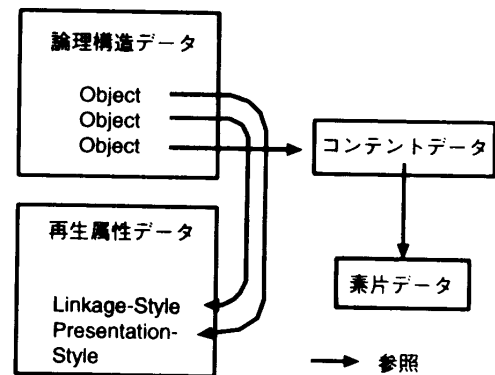 論理構造データ
Object
Object
Object
コンテントデータ
再生属性データ
素片データ
Linkage-Style
Presentation-
Style
参照